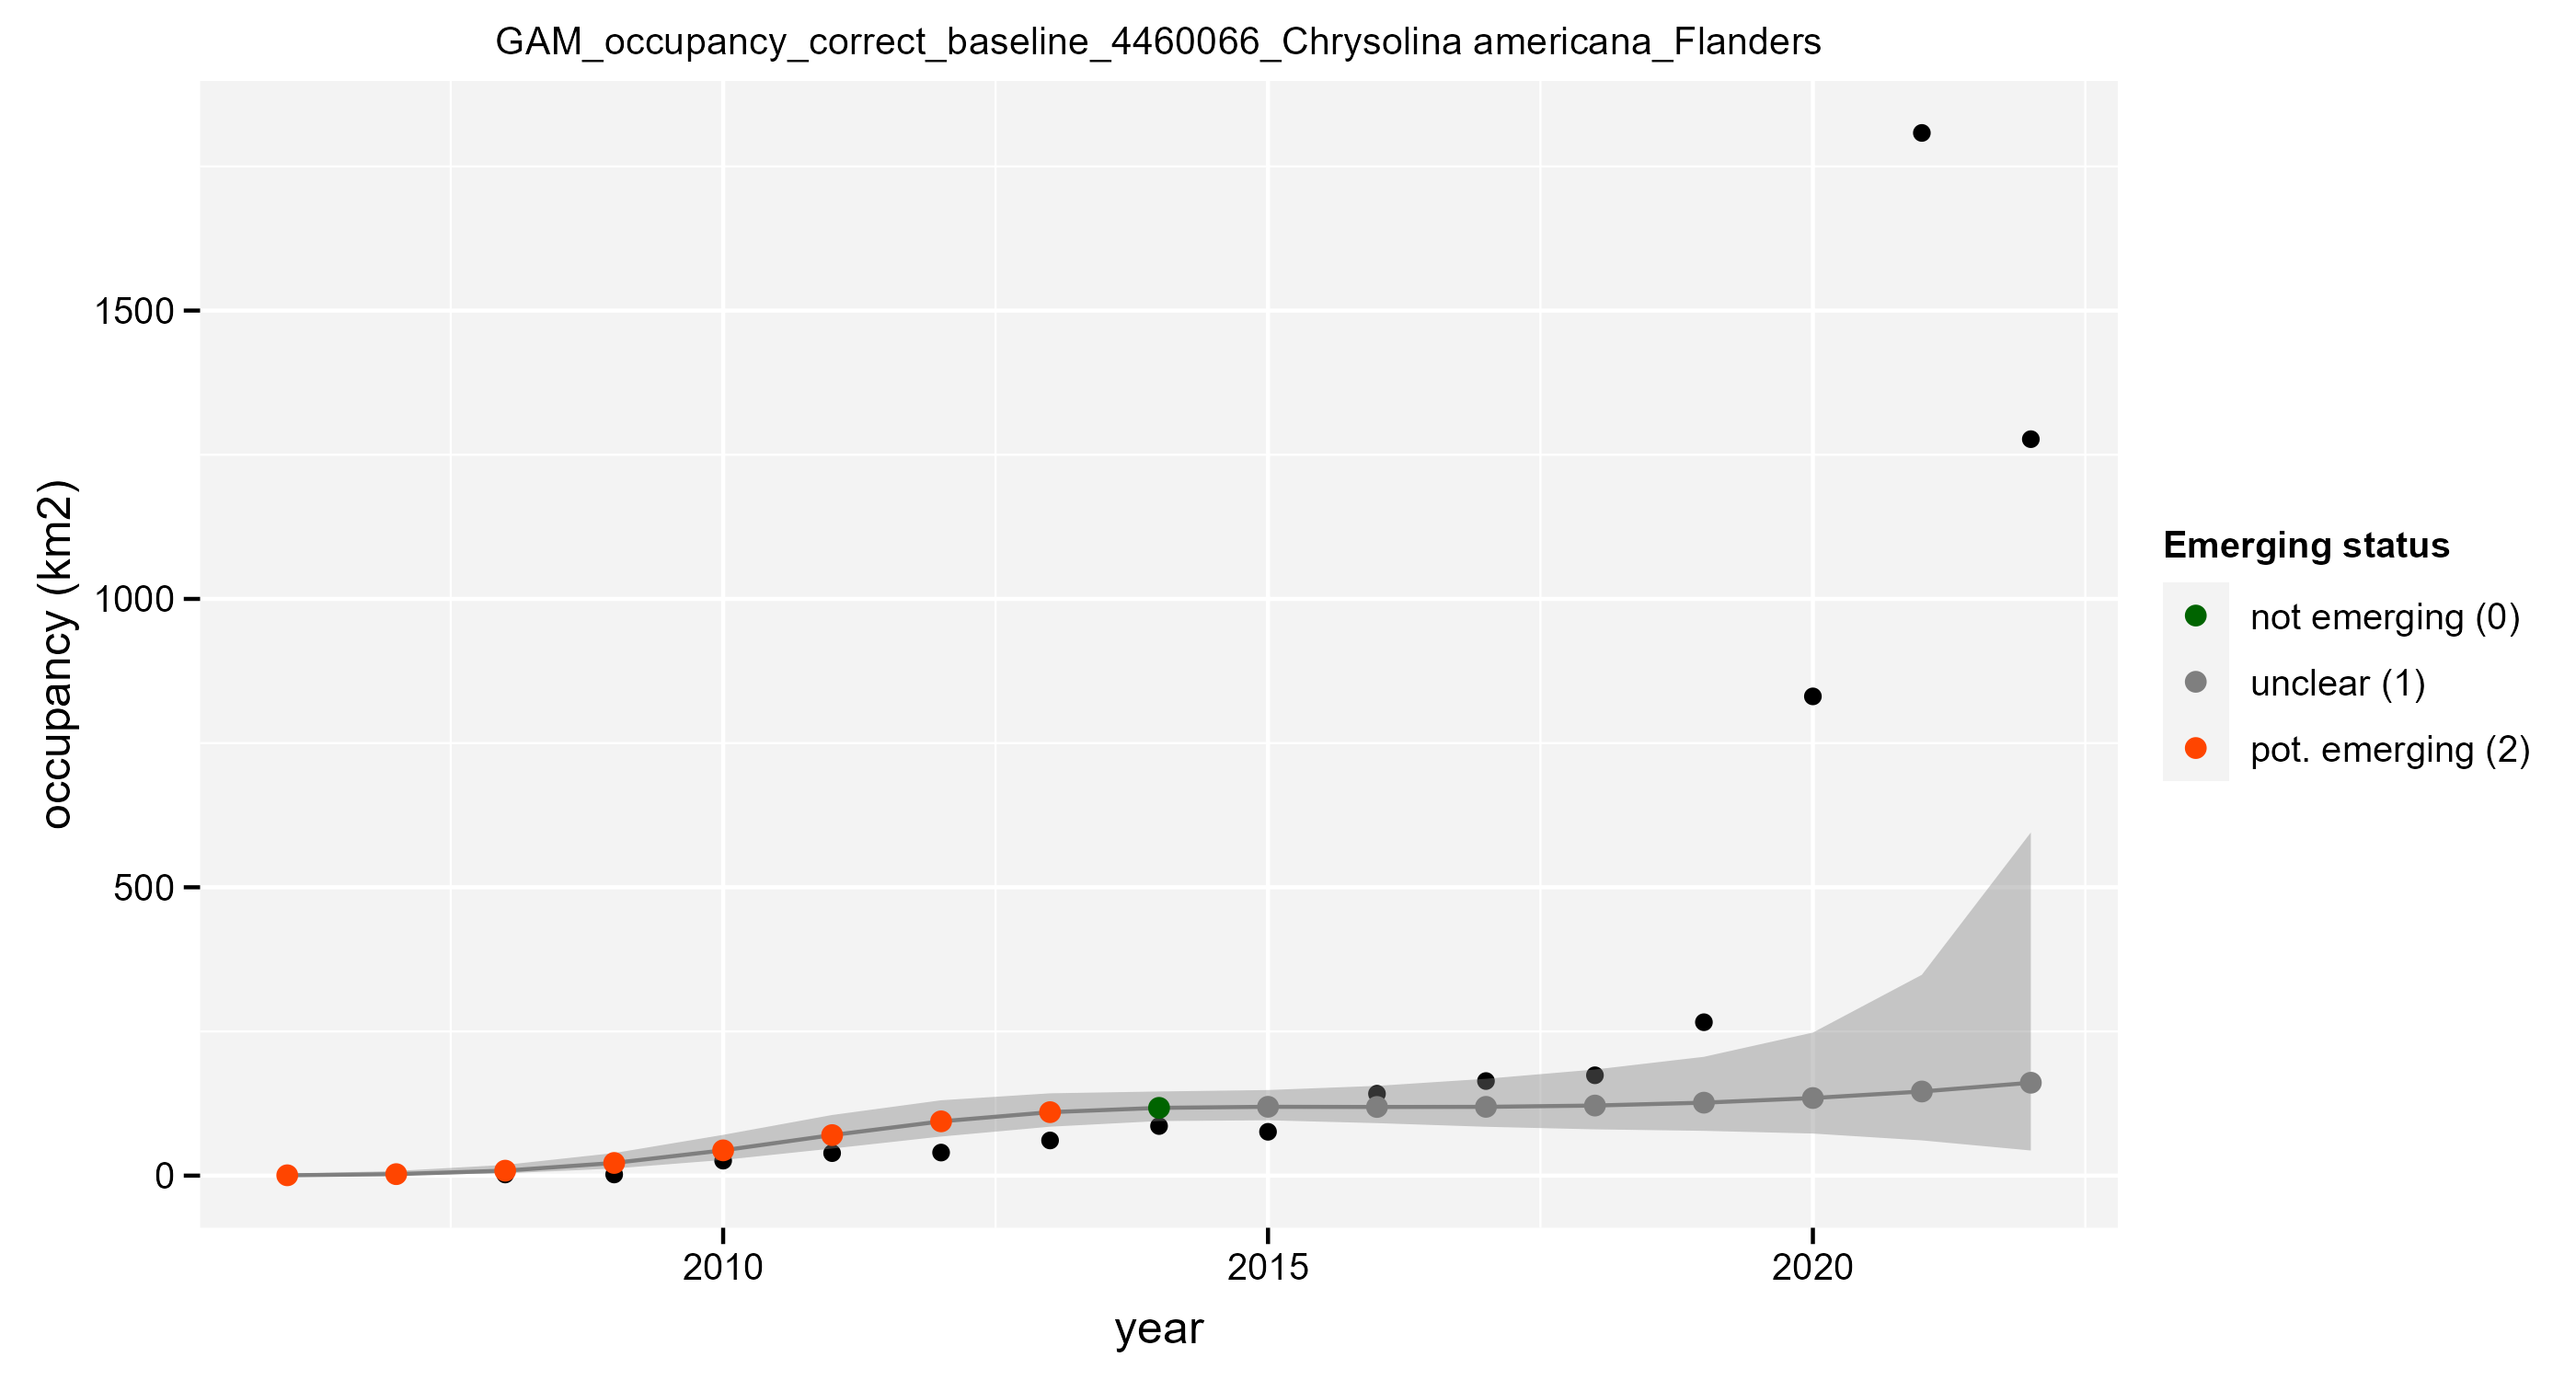 GAM_occupancy_correct_baseline_4460066_Chrysolina americana_Flanders
occupancy (km2)
1500
1000
500
0
2010
2015
2020
year
Emerging status
not emerging (0)
unclear (1)
pot. emerging (2)